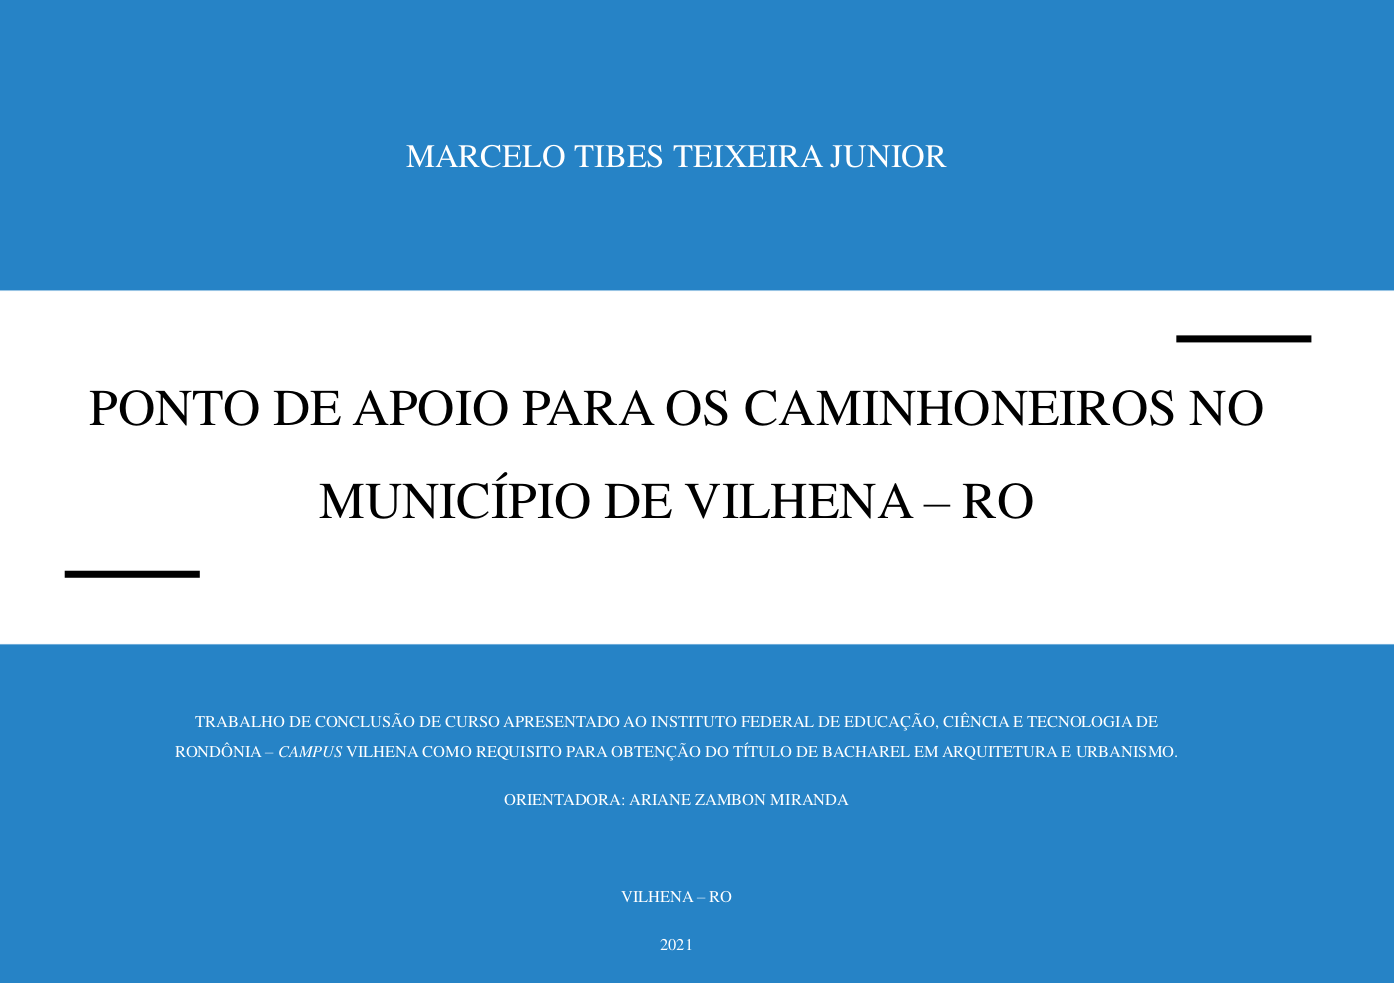 MARCELO TIBES TEIXEIRA JUNIOR
PONTO DE APOIO PARA OS CAMINHONEIROS NO
MUNICÍPIO DE VILHENA – RO
TRABALHO DE CONCLUSÃO DE CURSO APRESENTADO AO INSTITUTO FEDERAL DE EDUCAÇÃO, CIÊNCIA E TECNOLOGIA DE
RONDÔNIA – CAMPUS VILHENA COMO REQUISITO PARA OBTENÇÃO DO TÍTULO DE BACHAREL EM ARQUITETURA E URBANISMO.
ORIENTADORA: ARIANE ZAMBON MIRANDA
VILHENA – RO
2021